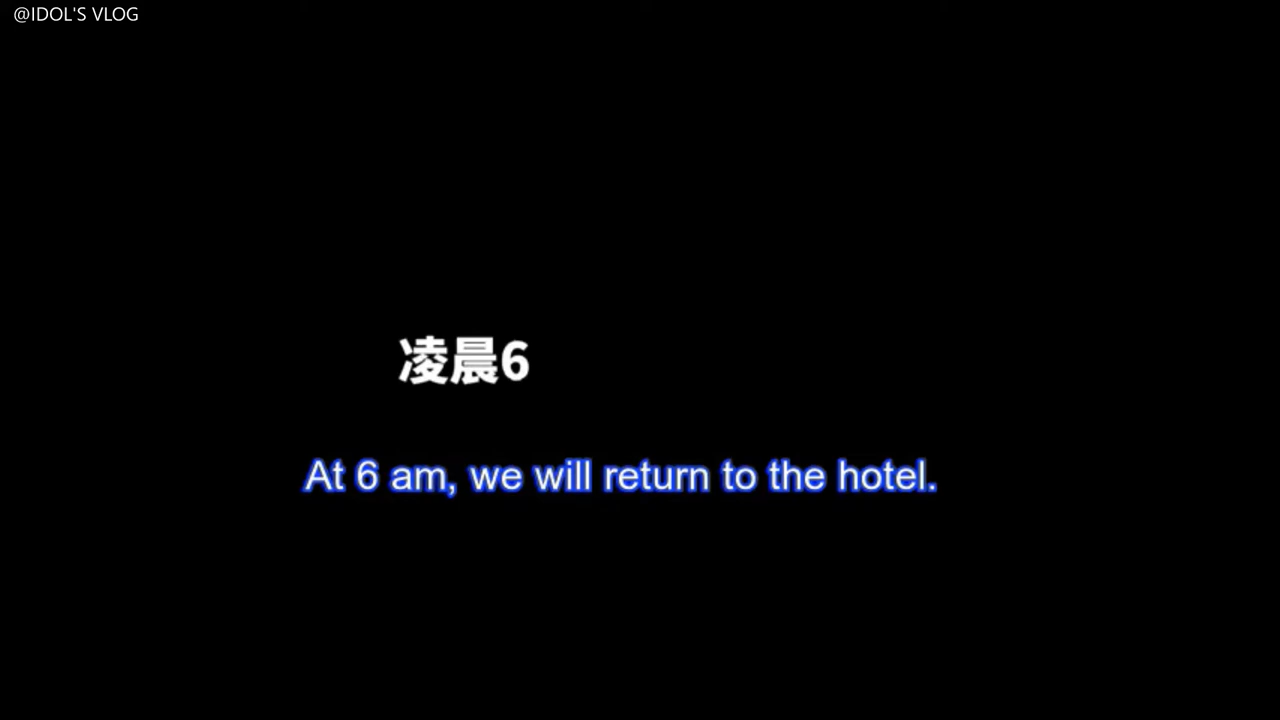 @IDOL'S VLOG
凌晨6
At 6 am, we will return to the hotel.